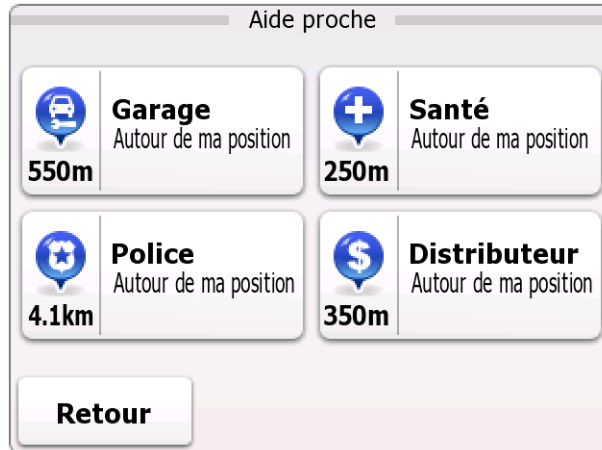 Aide proche
Garage
Autour de ma position
550m
Santé
Autour de ma position
250m
Police
Autour de ma position
4.1km
Distributeur
Autour de ma position
350m
Retour